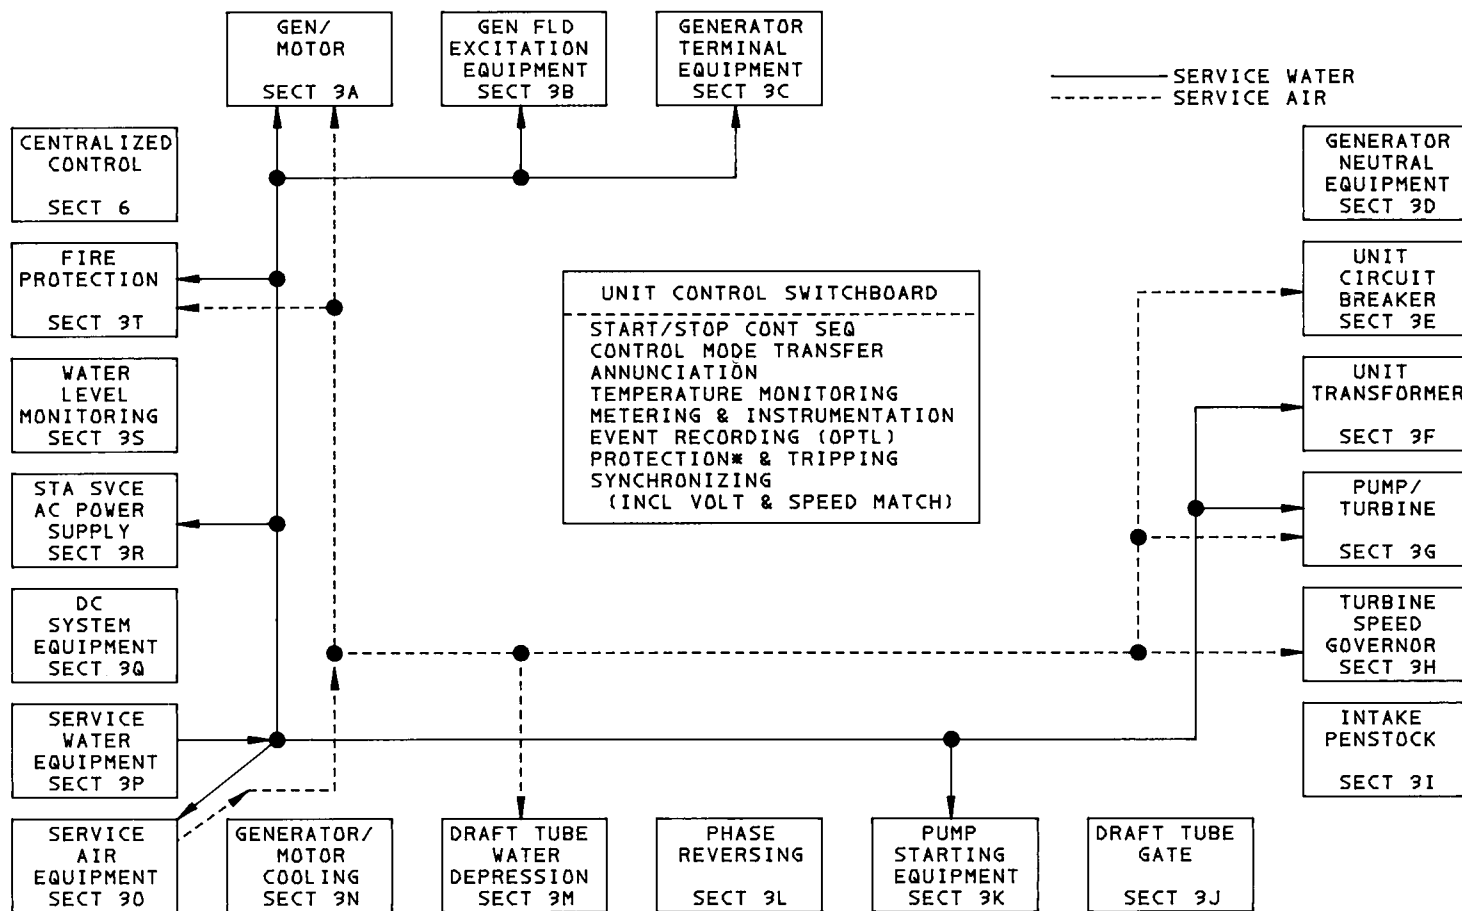 GEN/
MOTOR
SECT 3A
GEN FLD
EXCITATION
EQUIPMENT
SECT 3B
GENERATOR
TERMINAL
EQUIPMENT
SECT 3C
SERVICE WATER
SERVICE AIR
CENTRALIZED
CONTROL
SECT 6
GENERATOR
NEUTRAL
EQUIPMENT
SECT 3D
FIRE
PROTECTION
SECT 3T
UNIT CONTROL SWITCHBOARD
START/STOP CONT SEQ
CONTROL MODE TRANSFER
ANNUNCIATION
TEMPERATURE MONITORING
METERING & INSTRUMENTATION
EVENT RECORDING (OPTL)
PROTECTION* & TRIPPING
SYNCHRONIZING
(INCL VOLT & SPEED MATCH)
UNIT
CIRCUIT
BREAKER
SECT 3E
WATER
LEVEL
MONITORING
SECT 3S
UNIT
TRANSFORMER
SECT 3F
STA SVCE
AC POWER
SUPPLY
SECT 3R
PUMP/
TURBINE
SECT 3G
DC
SYSTEM
EQUIPMENT
SECT 3Q
TURBINE
SPEED
GOVERNOR
SECT 3H
SERVICE
WATER
EQUIPMENT
SECT 3P
INTAKE
PENSTOCK
SECT 3I
SERVICE
AIR
EQUIPMENT
SECT 3O
GENERATOR/
MOTOR
COOLING
SECT 3N
DRAFT TUBE
WATER
DEPRESSION
SECT 3M
PHASE
REVERSING
SECT 3L
PUMP
STARTING
EQUIPMENT
SECT 3K
DRAFT TUBE
GATE
SECT 3J